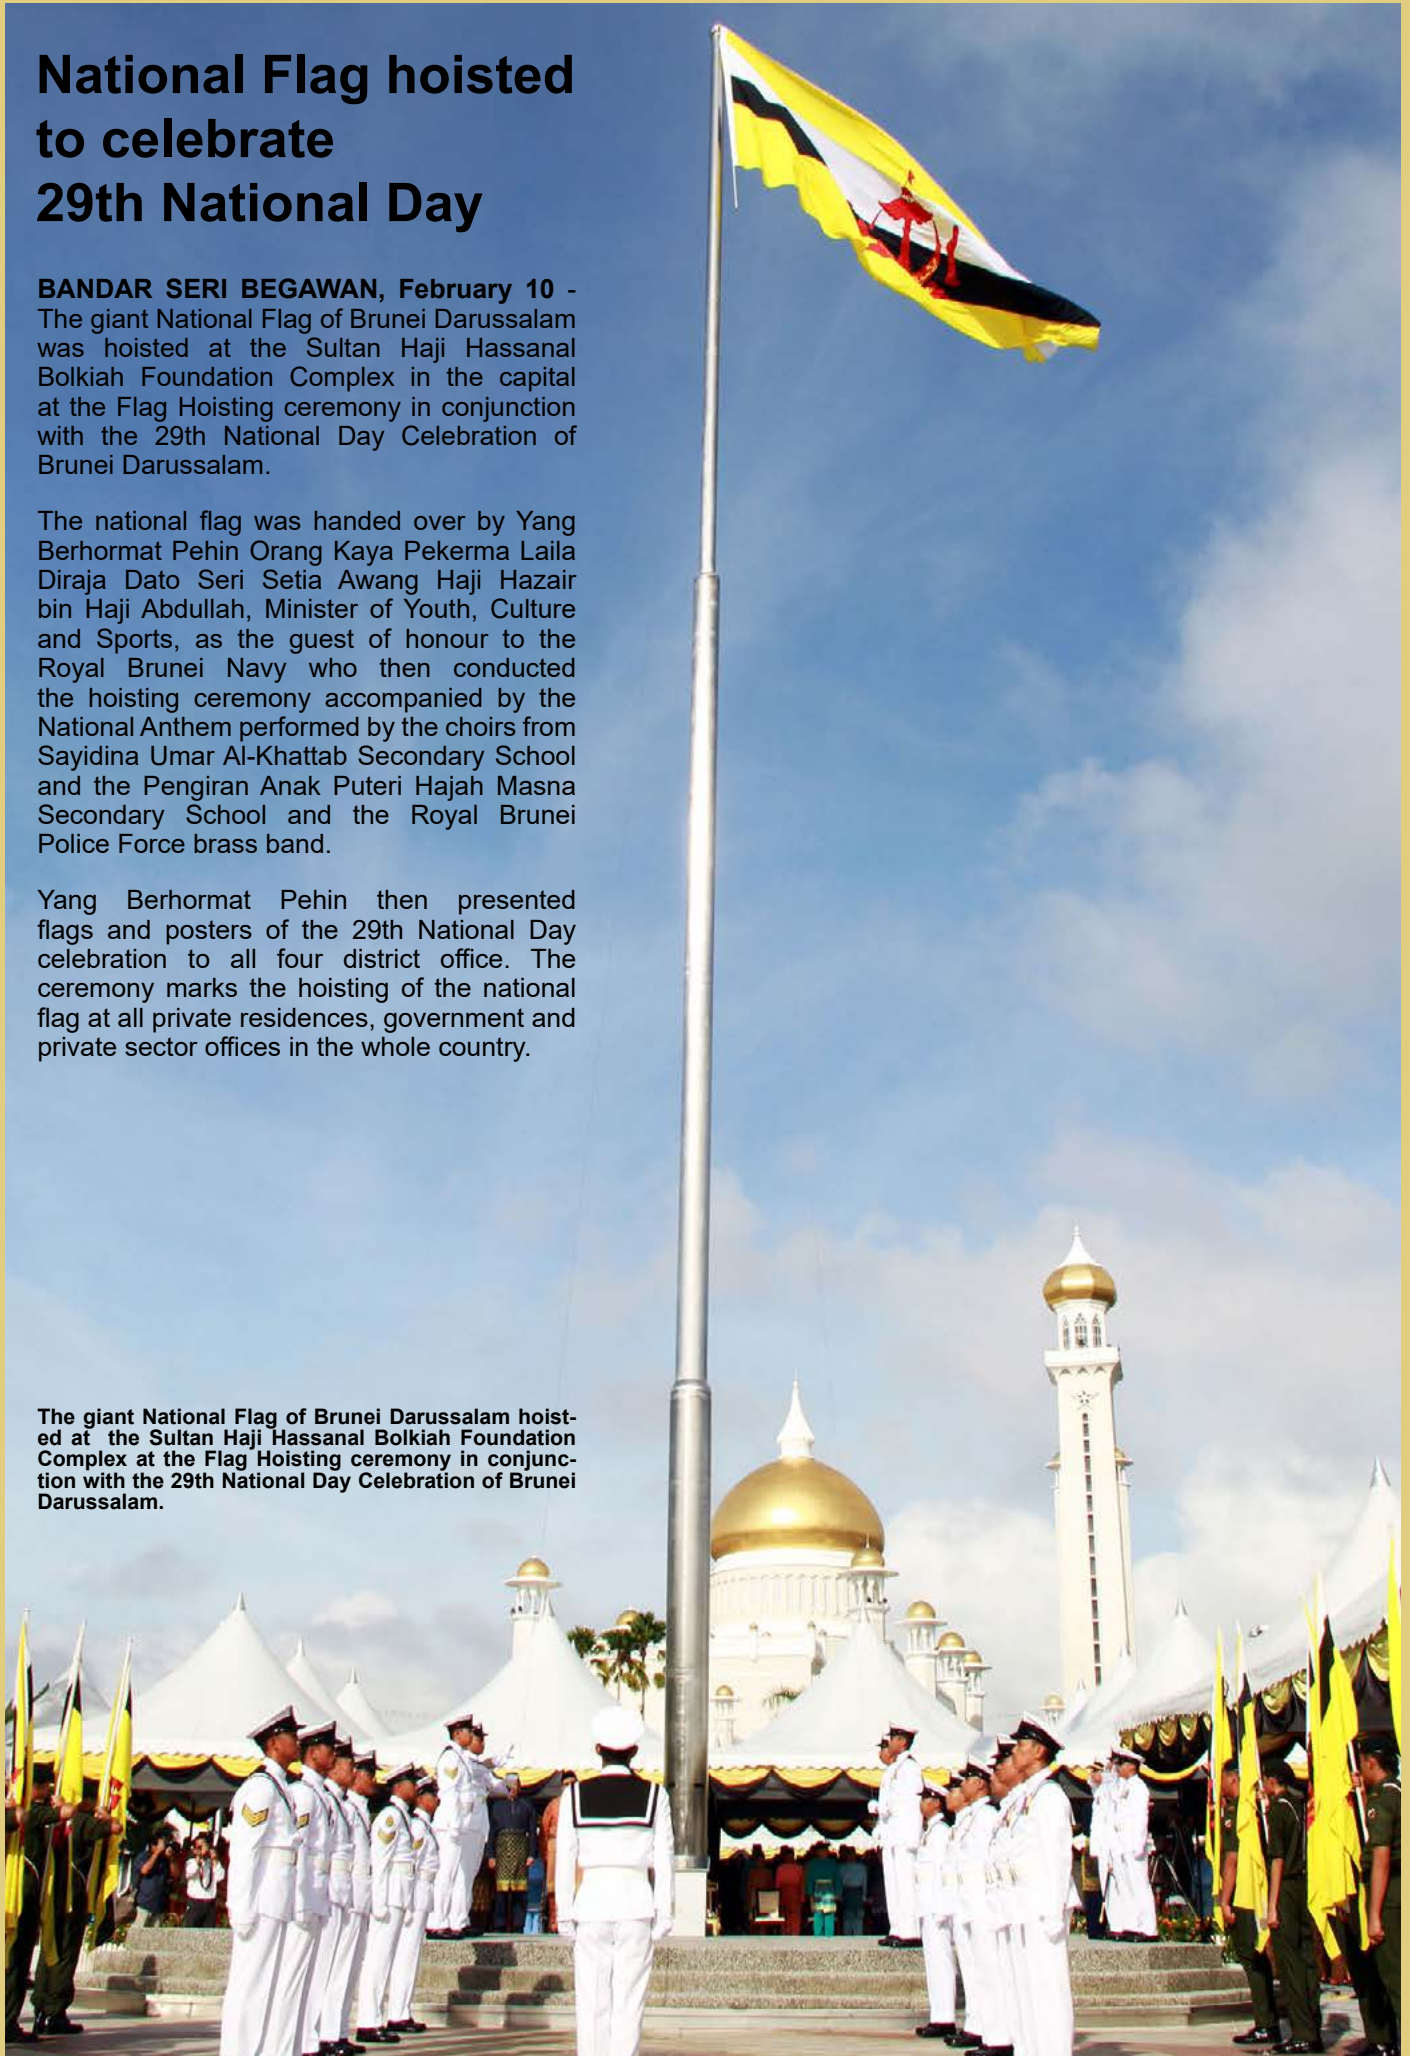 National Flag hoisted
to celebrate
29th National Day
BANDAR SERI BEGAWAN, February 10 -
The giant National Flag of Brunei Darussalam
was hoisted at the Sultan Haji Hassanal
Bolkiah Foundation Complex in the capital
at the Flag Hoisting ceremony in conjunction
with the 29th National Day Celebration of
Brunei Darussalam.
The national flag was handed over by Yang
Berhormat Pehin Orang Kaya Pekerma Laila
Diraja Dato Seri Setia Awang Haji Hazair
bin Haji Abdullah, Minister of Youth, Culture
and Sports, as the guest of honour to the
Royal Brunei Navy who then conducted
the hoisting ceremony accompanied by the
National Anthem performed by the choirs from
Sayidina Umar Al-Khattab Secondary School
and the Pengiran Anak Puteri Hajah Masna
Secondary School and the Royal Brunei
Police Force brass band.
Yang Berhormat Pehin then presented
flags and posters of the 29th National Day
celebration to all four district office. The
ceremony marks the hoisting of the national
flag at all private residences, government and
private sector offices in the whole country.
The giant National Flag of Brunei Darussalam hoist-
ed at the Sultan Haji Hassanal Bolkiah Foundation
Complex at the Flag Hoisting ceremony in conjunc-
tion with the 29th National Day Celebration of Brunei
Darussalam.